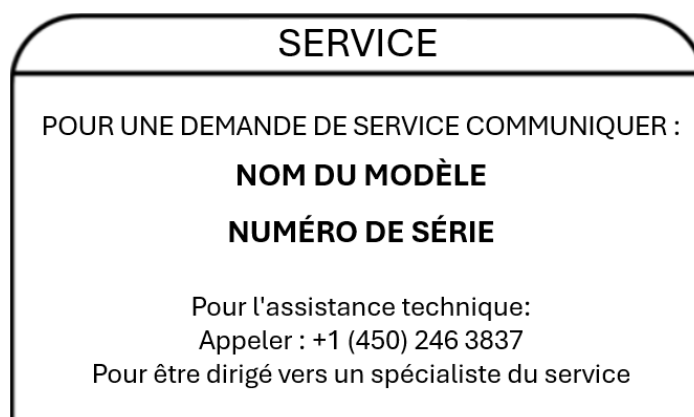 SERVICE
POUR UNE DEMANDE DE SERVICE COMMUNIQUER :
NOM DU MODÈLE
NUMÉRO DE SÉRIE
Pour l'assistance technique:
Appeler : +1 (450) 246 3837
Pour être dirigé vers un spécialiste du service